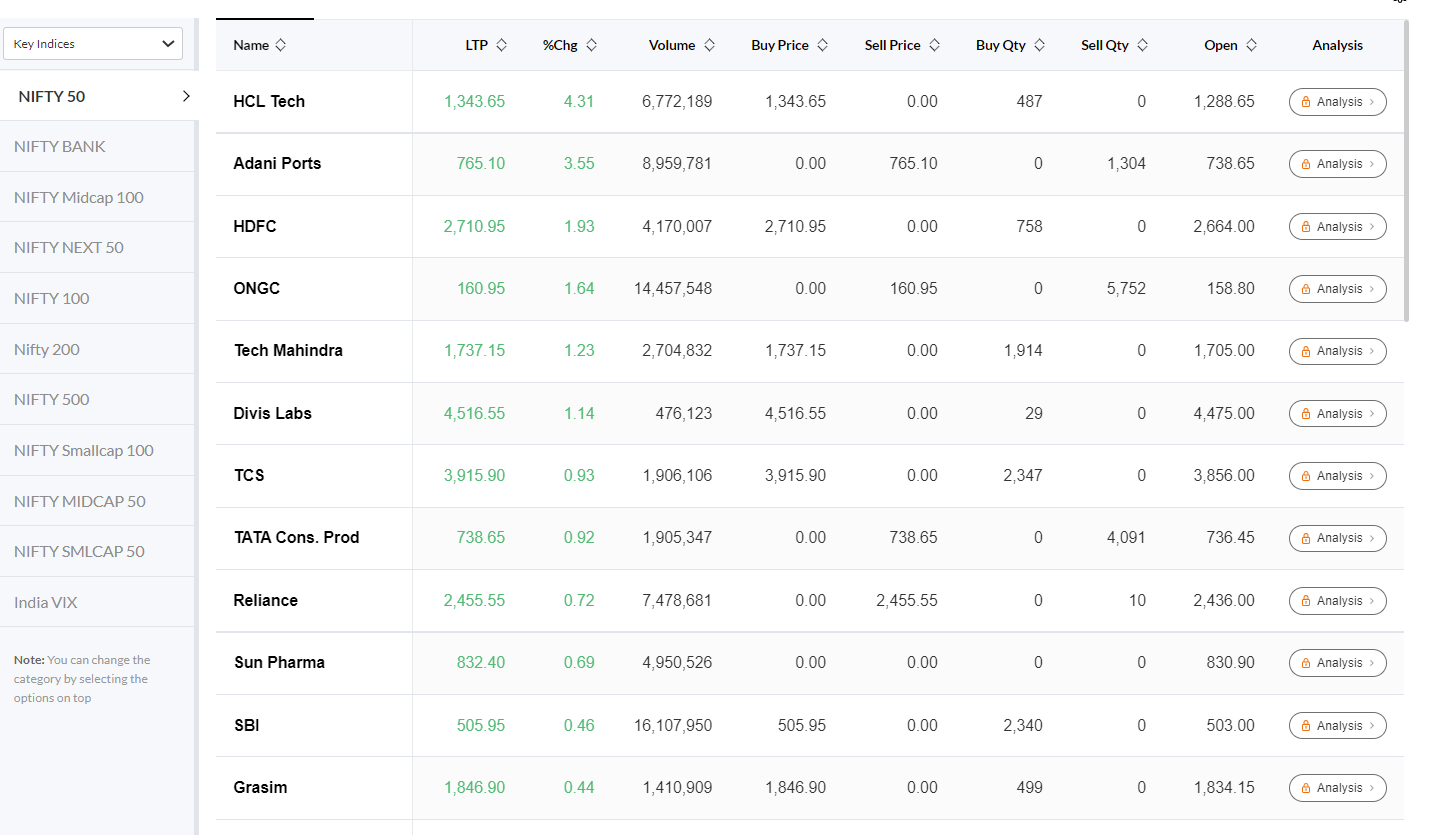 Key Indices
NIFTY 50
NIFTY BANK
NIFTY Midcap 100
NIFTY NEXT 50
NIFTY 100
Nifty 200
NIFTY 500
NIFTY Smallcap 100
NIFTY MIDCAP 50
NIFTY SMLCAP 50
India VIX
Note: You can change the
category by selecting the
options on top
Name LTP %Chg Volume Buy Price Sell Price Buy Qty Sell Qty Open Analysis
HCL Tech 1,343.65 4.31 6,772,189 1,343.65 0.00 487 0 1,288.65 Analysis
Adani Ports 765.10 3.55 8,959,781 0.00 765.10 0 1,304 738.65 Analysis
HDFC 2,710.95 1.93 4,170,007 2,710.95 0.00 758 0 2,664.00 Analysis
ONGC 160.95 1.64 14,457,548 0.00 160.95 0 5,752 158.80 Analysis
Tech Mahindra 1,737.15 1.23 2,704,832 1,737.15 0.00 1,914 0 1,705.00 Analysis
Divis Labs 4,516.55 1.14 476,123 4,516.55 0.00 29 0 4,475.00 Analysis
TCS 3,915.90 0.93 1,906,106 3,915.90 0.00 2,347 0 3,856.00 Analysis
TATA Cons. Prod 738.65 0.92 1,905,347 0.00 738.65 0 4,091 736.45 Analysis
Reliance 2,455.55 0.72 7,478,681 0.00 2,455.55 0 10 2,436.00 Analysis
Sun Pharma 832.40 0.69 4,950,526 0.00 0.00 0 0 830.90 Analysis
SBI 505.95 0.46 16,107,950 505.95 0.00 2,340 0 503.00 Analysis
Grasim 1,846.90 0.44 1,410,909 1,846.90 0.00 499 0 1,834.15 Analysis